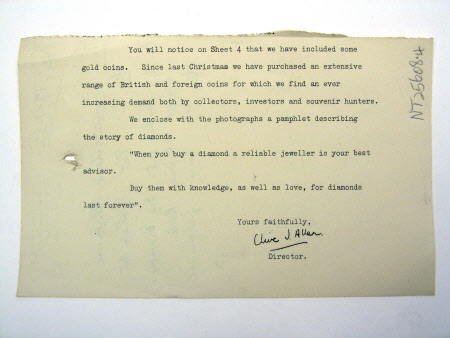 You will notice on Sheet 4 that we have included some
gold coins. Since last Christmas we have purchased an extensive
range of British and foreign coins for which we find an ever
increasing demand both by collectors, investors and souvenir hunters.
We enclose with the photographs a pamphlet describing
the story of diamonds.
"When you buy a diamond a reliable jeweller is your best
advisor.
Buy them with knowledge, as well as love, for diamonds
last forever".
Yours faithfully,
Clive J. Allen
Director.
NT256084